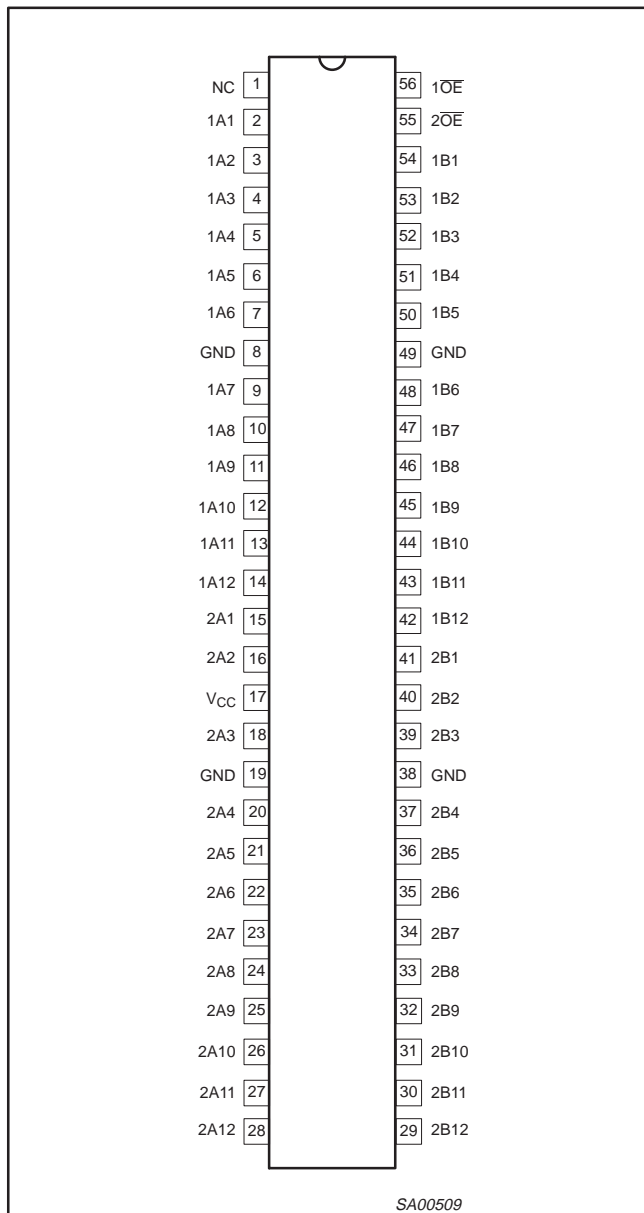 NC 1 56 1O̅E̅
1A1 2 55 2O̅E̅
1A2 3 54 1B1
1A3 4 53 1B2
1A4 5 52 1B3
1A5 6 51 1B4
1A6 7 50 1B5
GND 8 49 GND
1A7 9 48 1B6
1A8 10 47 1B7
1A9 11 46 1B8
1A10 12 45 1B9
1A11 13 44 1B10
1A12 14 43 1B11
2A1 15 42 1B12
2A2 16 41 2B1
VCC 17 40 2B2
2A3 18 39 2B3
GND 19 38 GND
2A4 20 37 2B4
2A5 21 36 2B5
2A6 22 35 2B6
2A7 23 34 2B7
2A8 24 33 2B8
2A9 25 32 2B9
2A10 26 31 2B10
2A11 27 30 2B11
2A12 28 29 2B12
SA00509